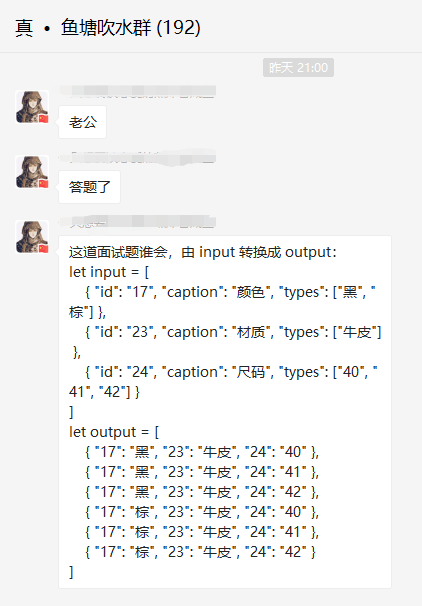 真 • 鱼塘吹水群 (192)
昨天 21:00
老公
答题了
这道面试题谁会，由 input 转换成 output：
let input = [
{ "id": "17", "caption": "颜色", "types": ["黑", "
棕"] },
{ "id": "23", "caption": "材质", "types": ["牛皮"]
},
{ "id": "24", "caption": "尺码", "types": ["40", "
41", "42"] }
]
let output = [
{ "17": "黑", "23": "牛皮", "24": "40" },
{ "17": "黑", "23": "牛皮", "24": "41" },
{ "17": "黑", "23": "牛皮", "24": "42" },
{ "17": "棕", "23": "牛皮", "24": "40" },
{ "17": "棕", "23": "牛皮", "24": "41" },
{ "17": "棕", "23": "牛皮", "24": "42" }
]